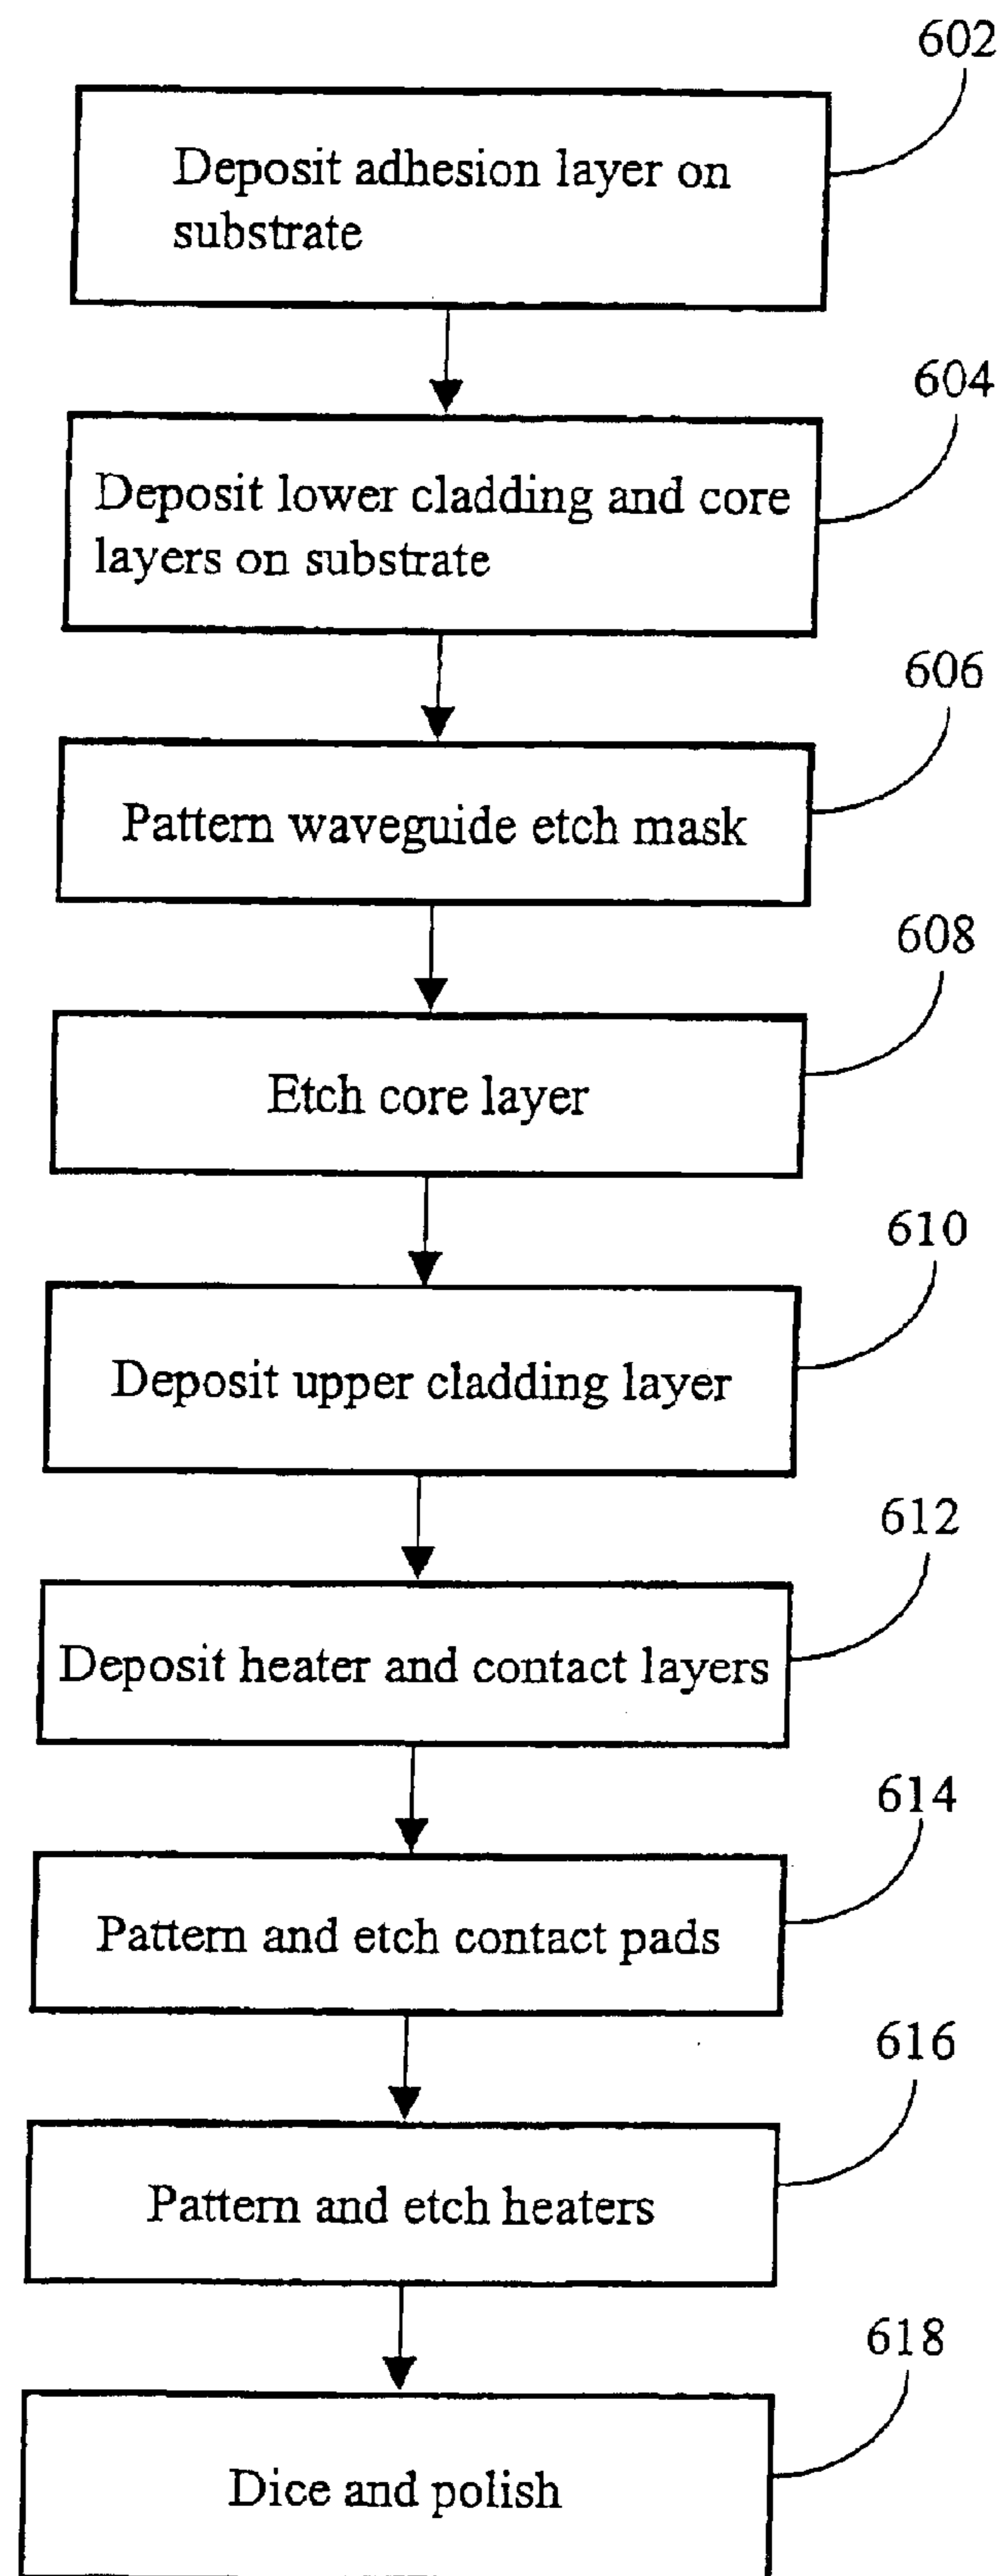 602
Deposit adhesion layer on
substrate
604
Deposit lower cladding and core
layers on substrate
606
Pattern waveguide etch mask
608
Etch core layer
610
Deposit upper cladding layer
612
Deposit heater and contact layers
614
Pattern and etch contact pads
616
Pattern and etch heaters
618
Dice and polish